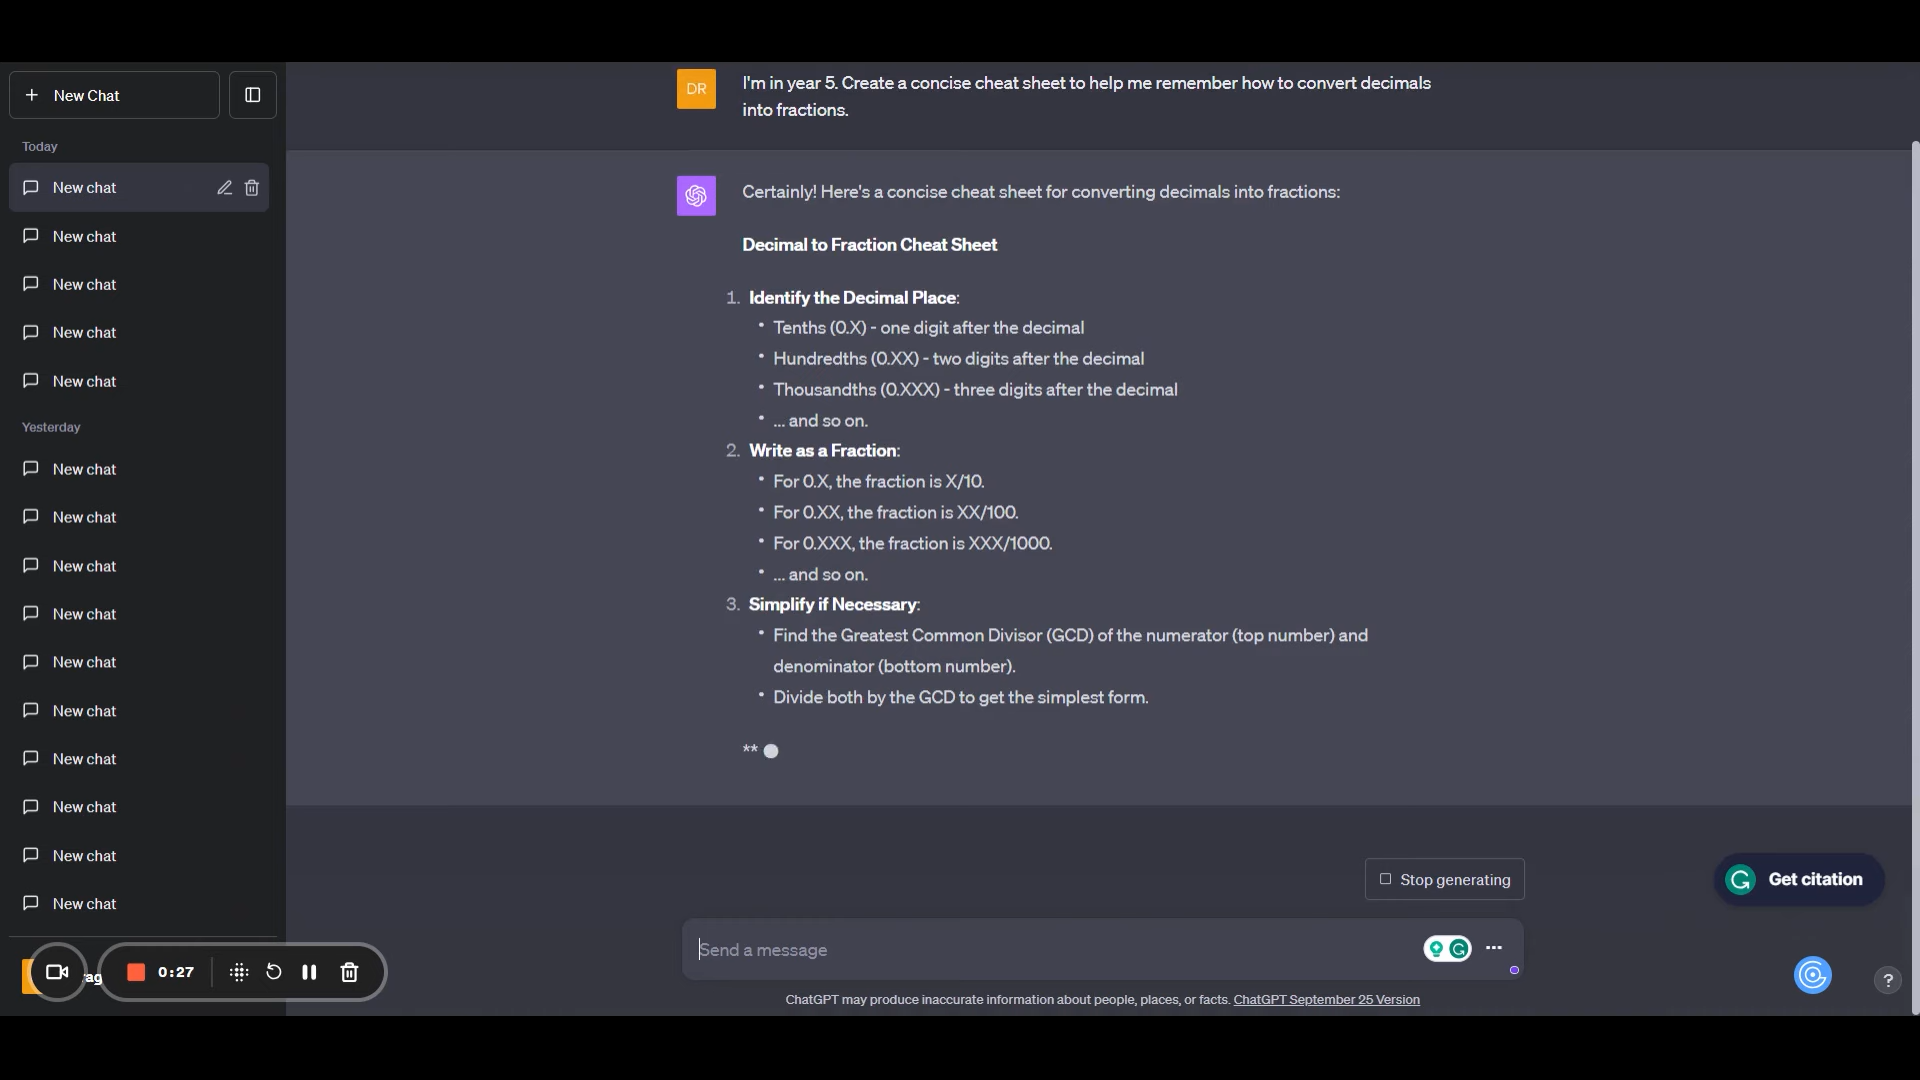 New Chat
Today
New chat
New chat
New chat
New chat
New chat
Yesterday
New chat
New chat
New chat
New chat
New chat
New chat
New chat
New chat
New chat
New chat
0:27
DR
I'm in year 5. Create a concise cheat sheet to help me remember how to convert decimals
into fractions.
Certainly! Here's a concise cheat sheet for converting decimals into fractions:
Decimal to Fraction Cheat Sheet
1. Identify the Decimal Place:
• Tenths (0.X) - one digit after the decimal
• Hundredths (0.XX) - two digits after the decimal
• Thousandths (0.XXX) - three digits after the decimal
• ... and so on.
2. Write as a Fraction:
• For 0.X, the fraction is X/10.
• For 0.XX, the fraction is XX/100.
• For 0.XXX, the fraction is XXX/1000.
• ... and so on.
3. Simplify if Necessary:
• Find the Greatest Common Divisor (GCD) of the numerator (top number) and
denominator (bottom number).
• Divide both by the GCD to get the simplest form.
**
Stop generating
Get citation
Send a message
ChatGPT may produce inaccurate information about people, places, or facts. ChatGPT September 25 Version
?